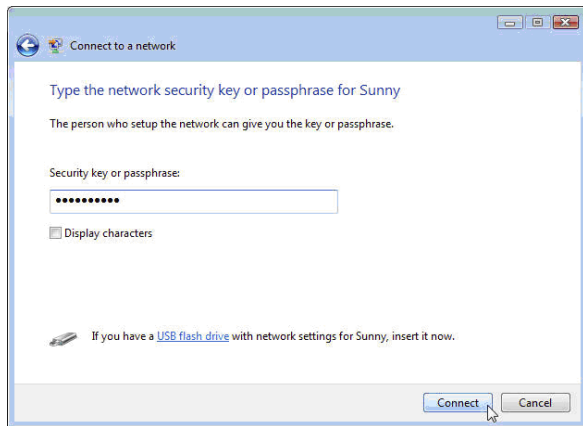 Connect to a network
Type the network security key or passphrase for Sunny
The person who setup the network can give you the key or passphrase.
Security key or passphrase:
••••••••••
Display characters
If you have a USB flash drive with network settings for Sunny, insert it now.
Connect Cancel